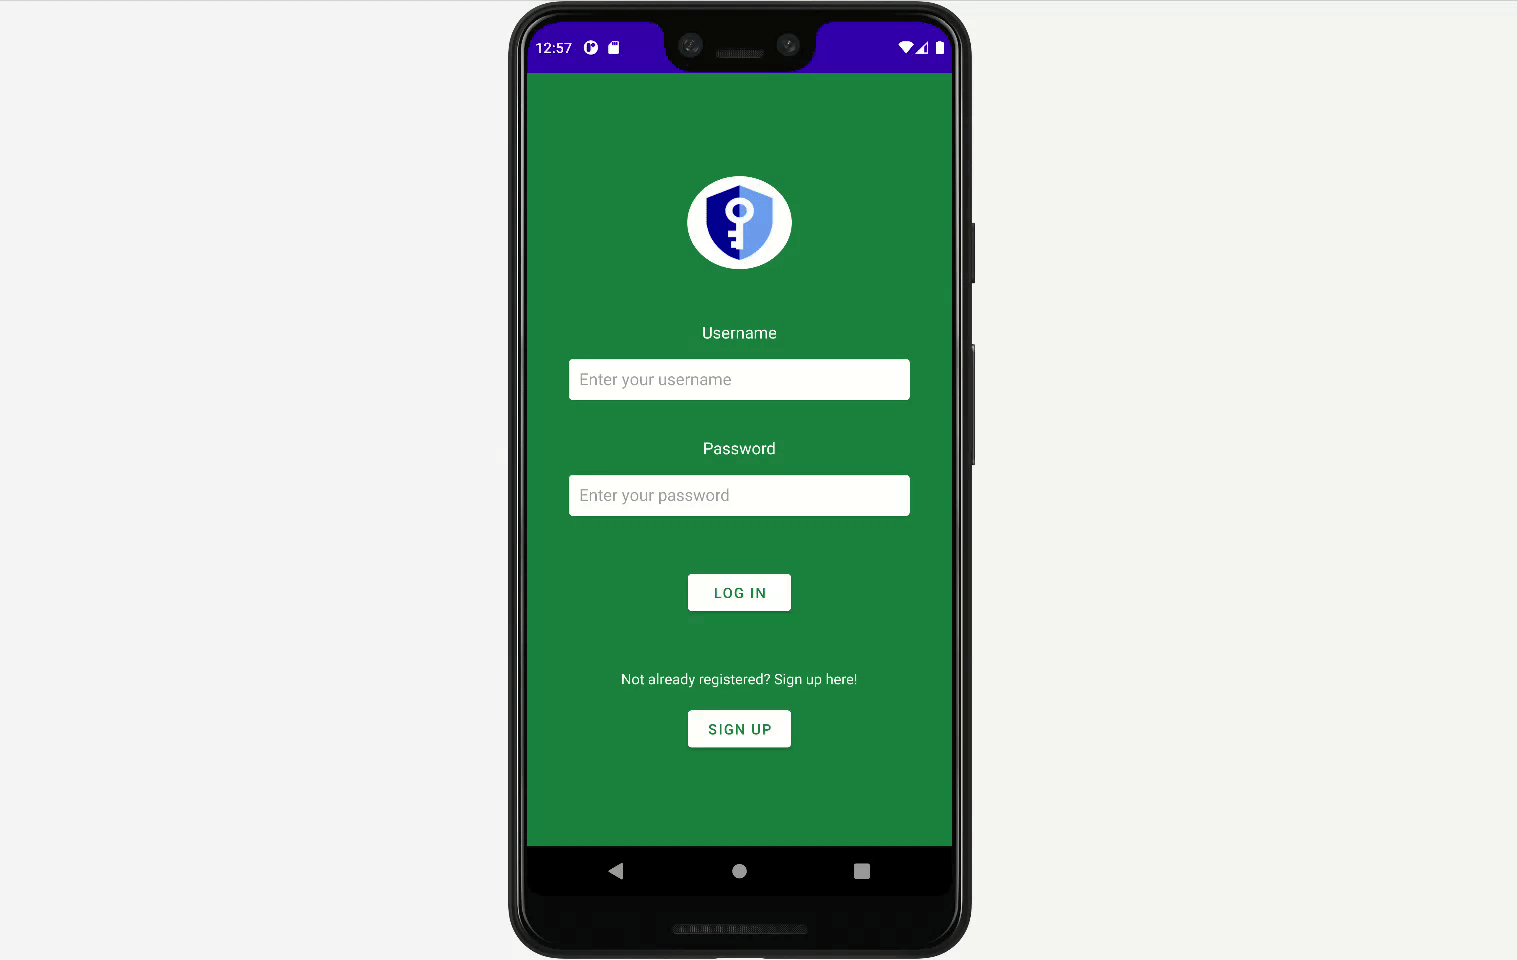 12:57
Username
Enter your username
Password
Enter your password
LOG IN
Not already registered? Sign up here!
SIGN UP